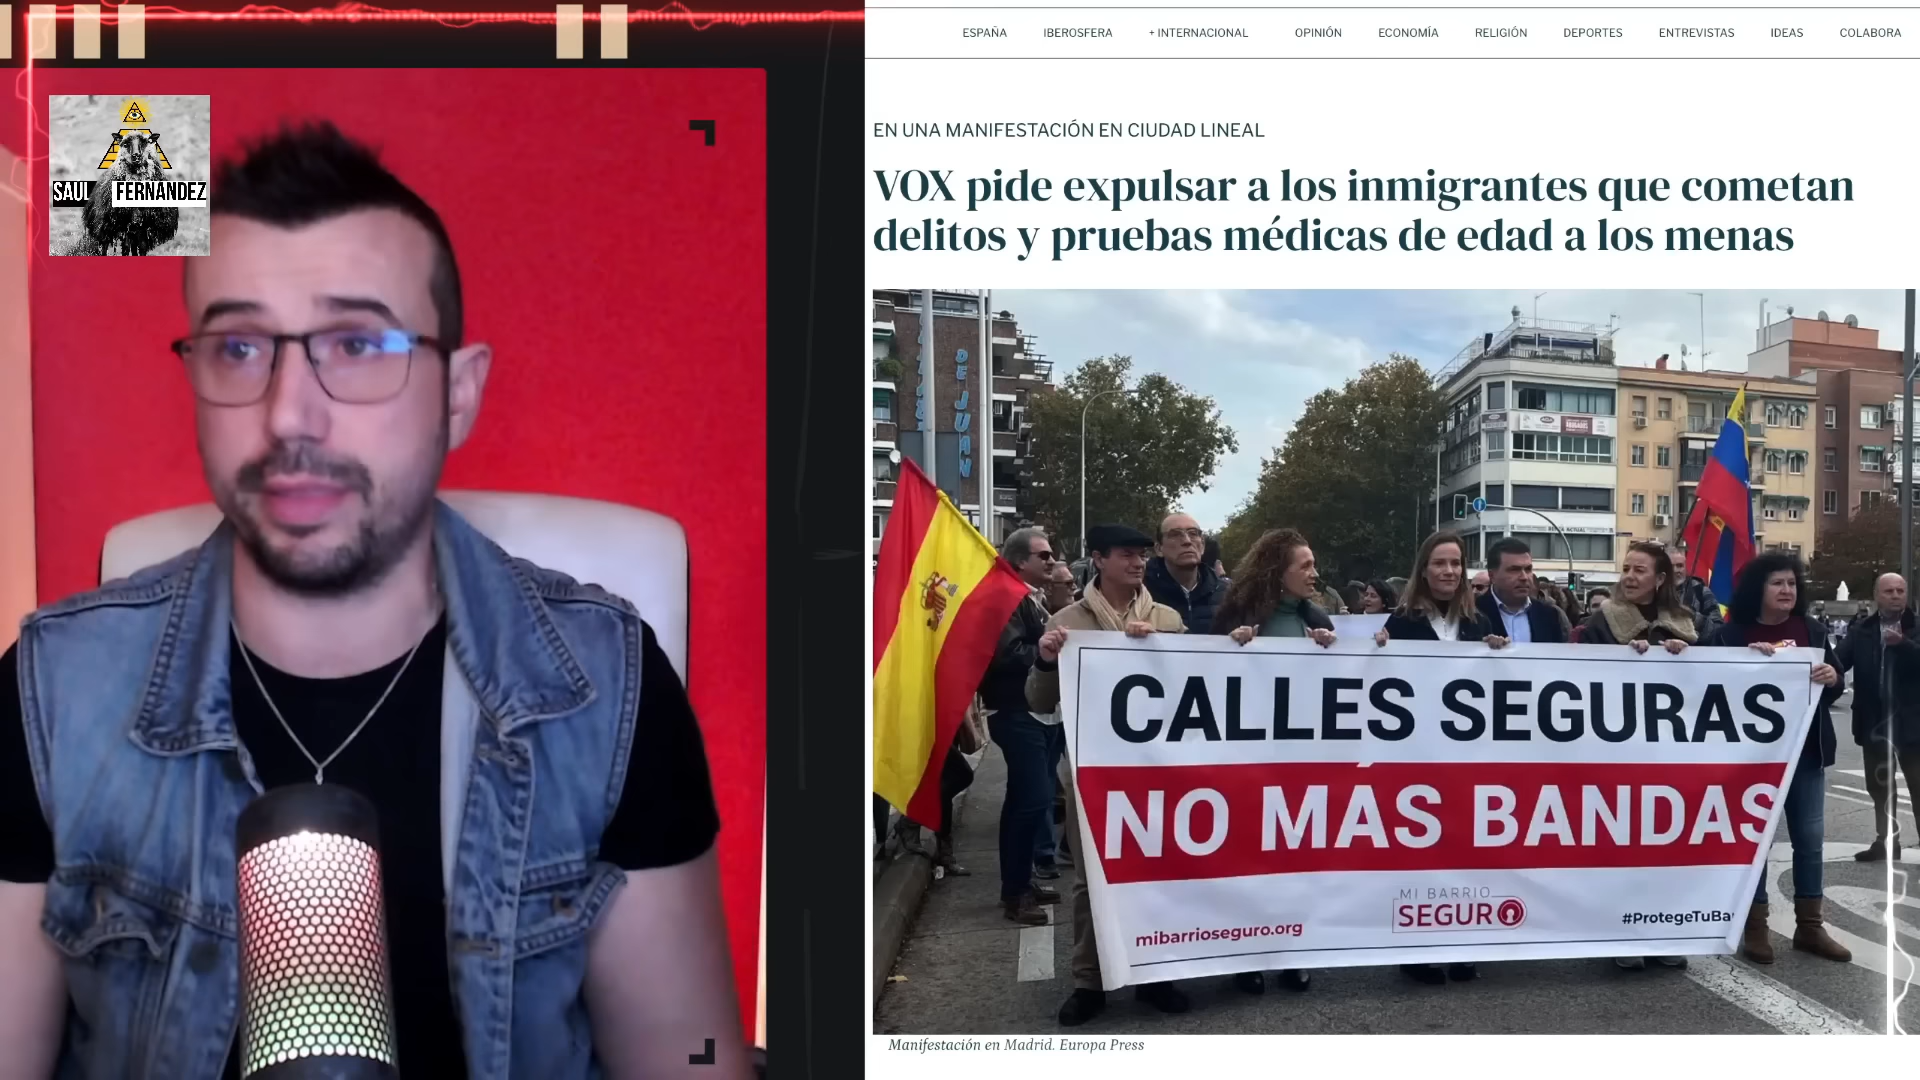 ESPAÑA IBEROSFERA + INTERNACIONAL OPINIÓN ECONOMÍA RELIGIÓN DEPORTES ENTREVISTAS IDEAS COLABORA
SAUL FERNANDEZ
EN UNA MANIFESTACIÓN EN CIUDAD LINEAL
VOX pide expulsar a los inmigrantes que cometan
delitos y pruebas médicas de edad a los menas
DE JUAN
CALLES SEGURAS
NO MÁS BANDAS
MI BARRIO
SEGURO
mibarrioseguro.org
#ProtegeTuBa
Manifestación en Madrid. Europa Press